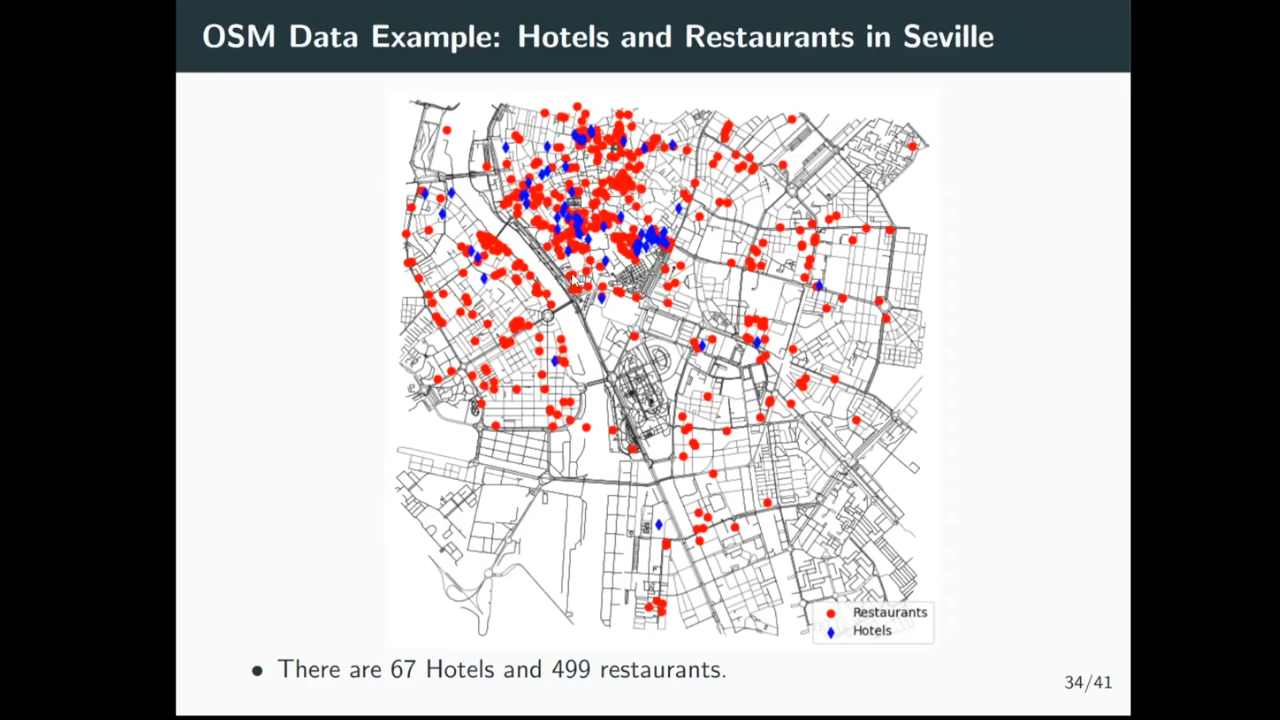 OSM Data Example: Hotels and Restaurants in Seville
Restaurants
Hotels
• There are 67 Hotels and 499 restaurants.
34/41